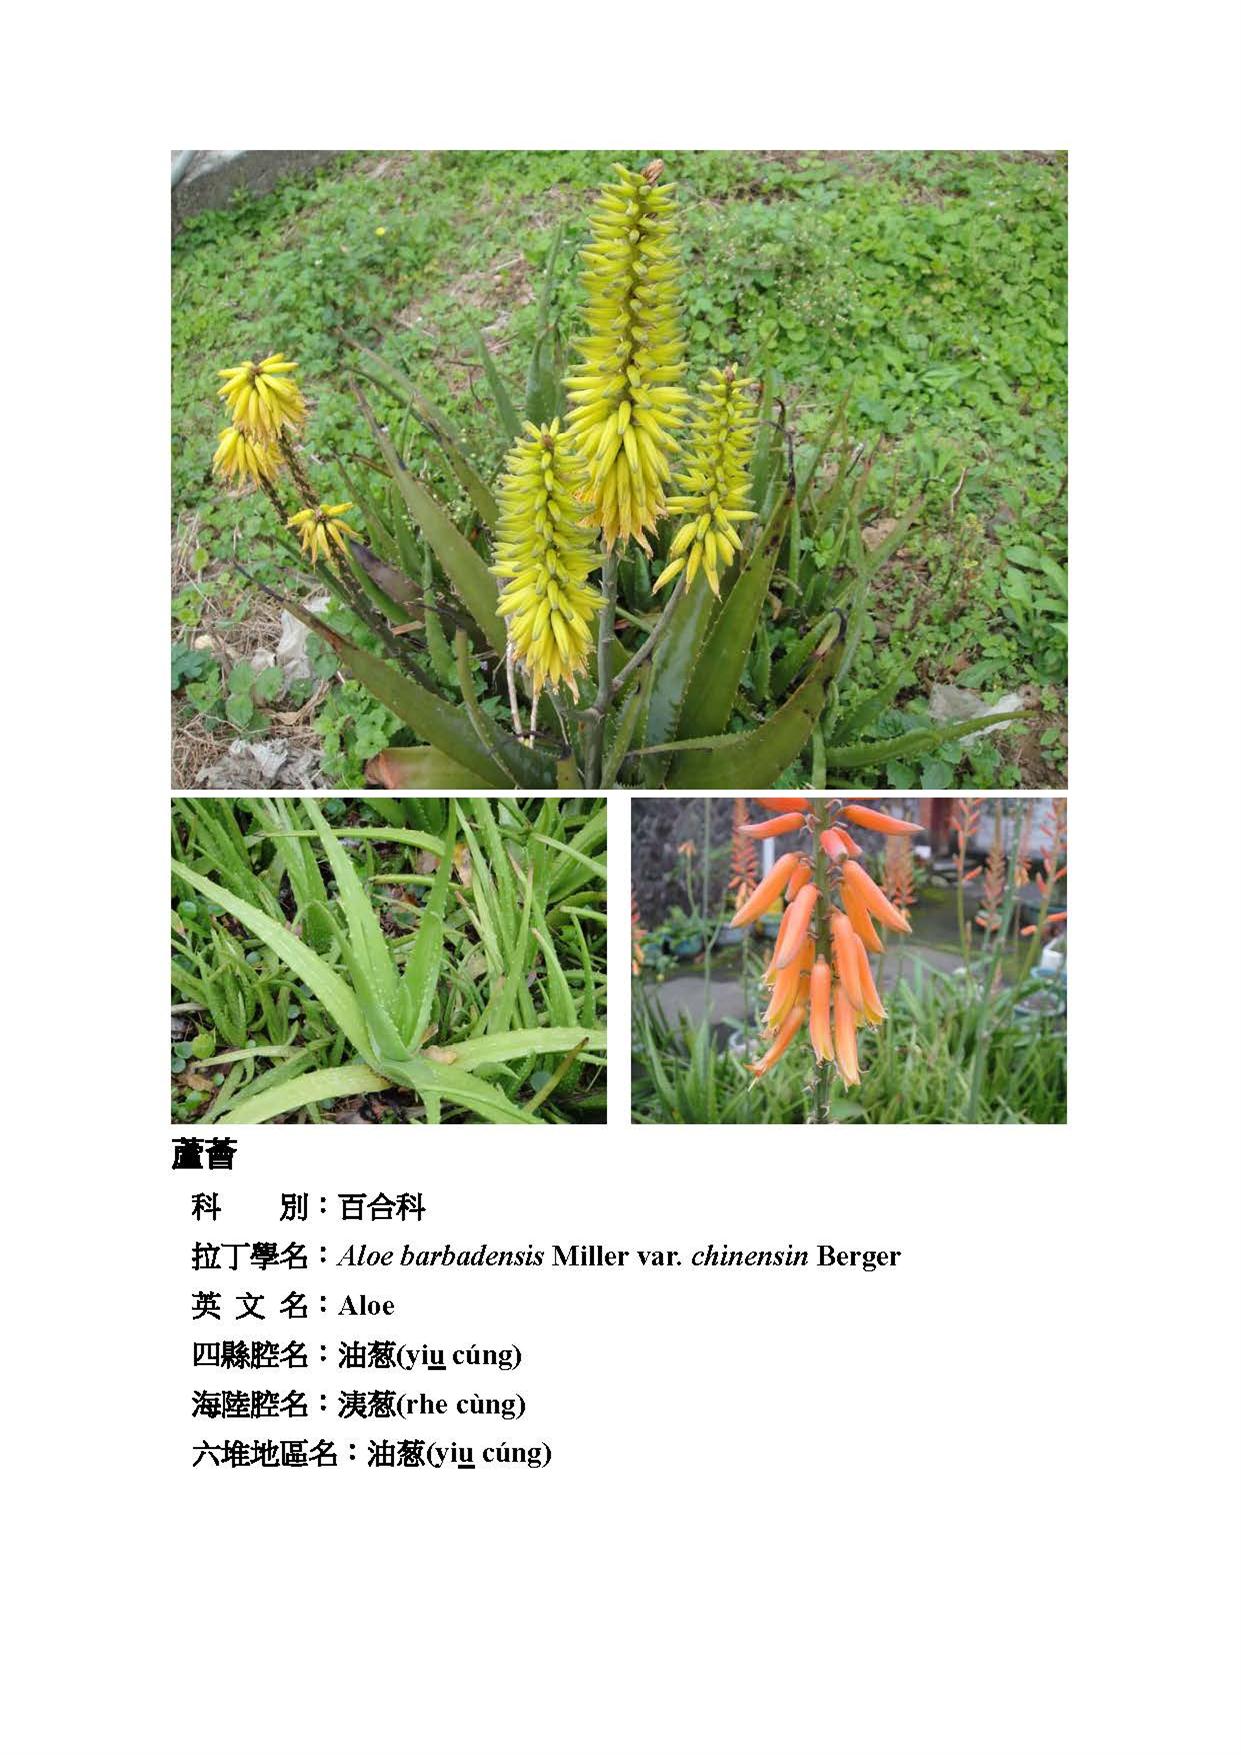 蘆薈
科　　別：百合科
拉丁學名：Aloe barbadensis Miller var. chinensin Berger
英 文 名：Aloe
四縣腔名：油葱(yiu cúng)
海陸腔名：洟葱(rhe cùng)
六堆地區名：油葱(yiu cúng)